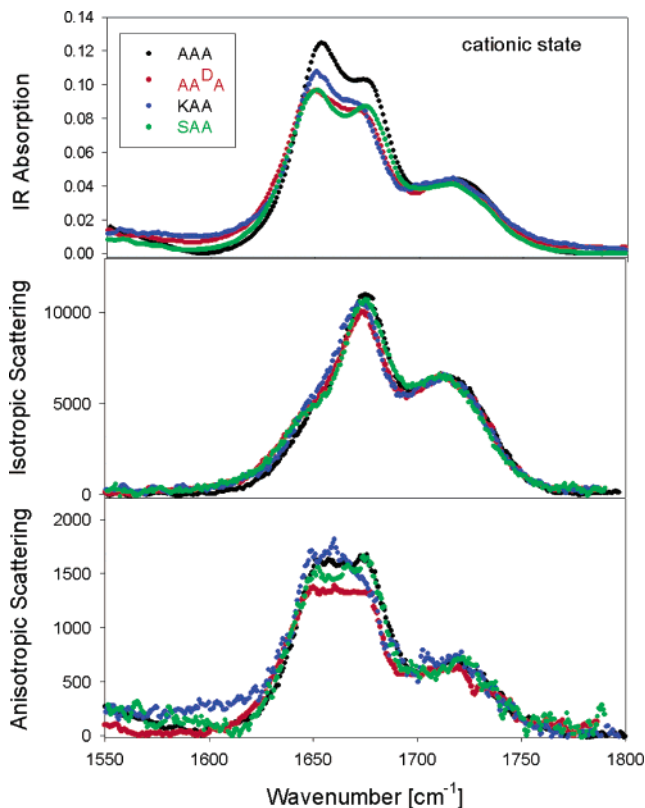 0.14
cationic state
AAA
AA^D A
KAA
SAA
0.12
0.10
0.08
0.06
0.04
0.02
0.00
IR Absorption
10000
5000
0
Isotropic Scattering
2000
1500
1000
500
0
Anisotropic Scattering
1550 1600 1650 1700 1750 1800
Wavenumber [cm⁻¹]